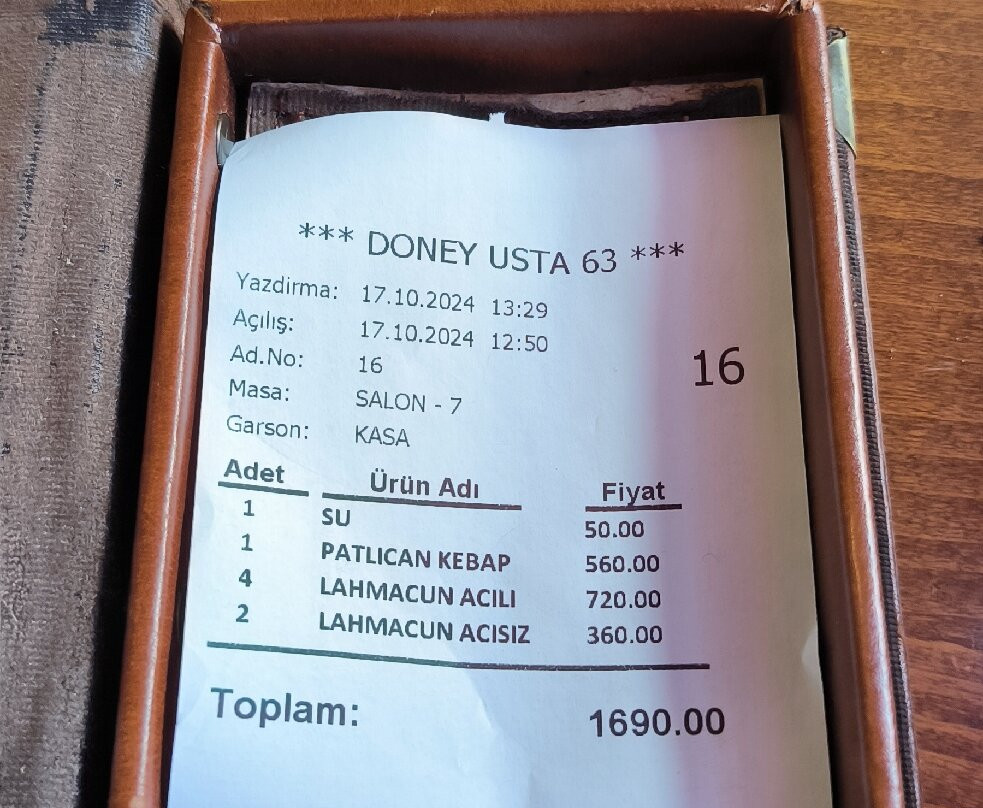 *** DONEY USTA 63 ***
Yazdirma: 17.10.2024 13:29
Açılış: 17.10.2024 12:50
Ad.No: 16
16
Masa: SALON - 7
Garson: KASA
Adet Ürün Adı Fiyat
1 SU 50.00
1 PATLICAN KEBAP 560.00
4 LAHMACUN ACILI 720.00
2 LAHMACUN ACISIZ 360.00
Toplam: 1690.00